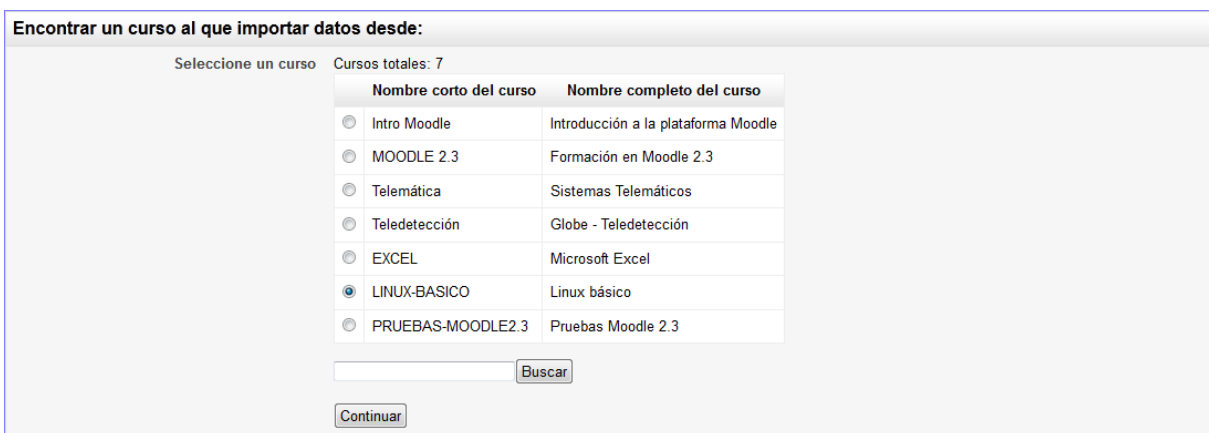 Encontrar un curso al que importar datos desde:
Seleccione un curso Cursos totales: 7
Nombre corto del curso Nombre completo del curso
Intro Moodle Introducción a la plataforma Moodle
MOODLE 2.3 Formación en Moodle 2.3
Telemática Sistemas Telemáticos
Teledetección Globe - Teledetección
EXCEL Microsoft Excel
LINUX-BASICO Linux básico
PRUEBAS-MOODLE2.3 Pruebas Moodle 2.3
Buscar
Continuar